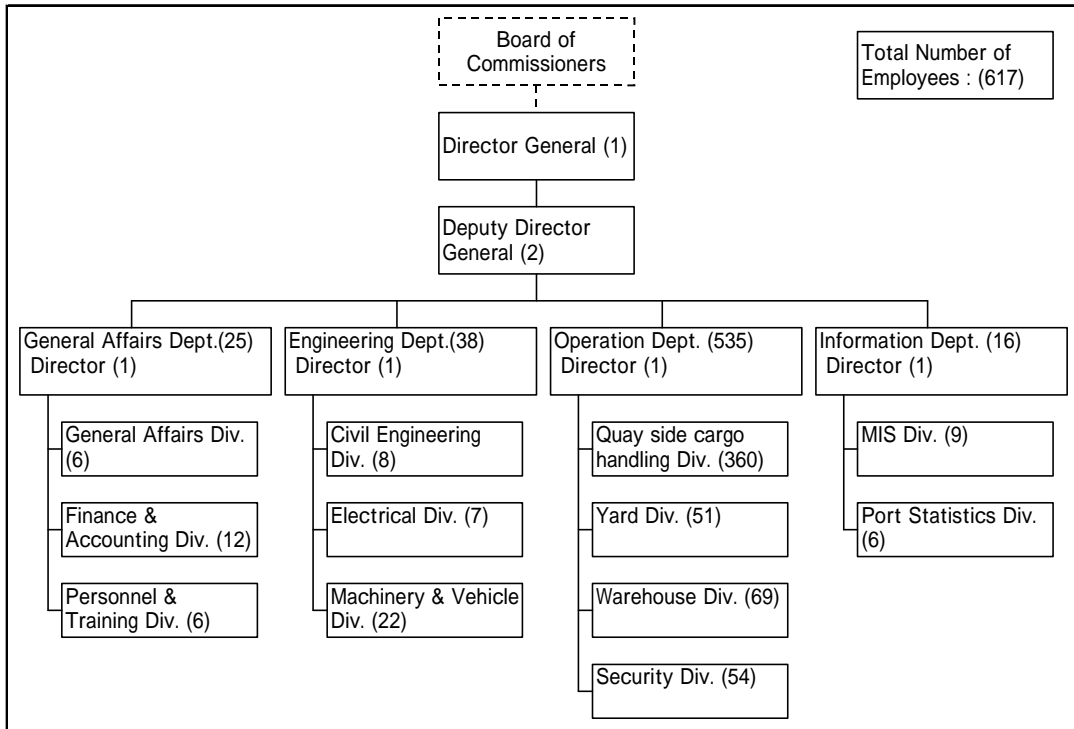 Board of
Commissioners
Total Number of
Employees : (617)
Director General (1)
Deputy Director
General (2)
General Affairs Dept.(25)
Director (1)
Engineering Dept.(38)
Director (1)
Operation Dept. (535)
Director (1)
Information Dept. (16)
Director (1)
General Affairs Div.
(6)
Finance &
Accounting Div. (12)
Personnel &
Training Div. (6)
Civil Engineering
Div. (8)
Electrical Div. (7)
Machinery & Vehicle
Div. (22)
Quay side cargo
handling Div. (360)
Yard Div. (51)
Warehouse Div. (69)
Security Div. (54)
MIS Div. (9)
Port Statistics Div.
(6)